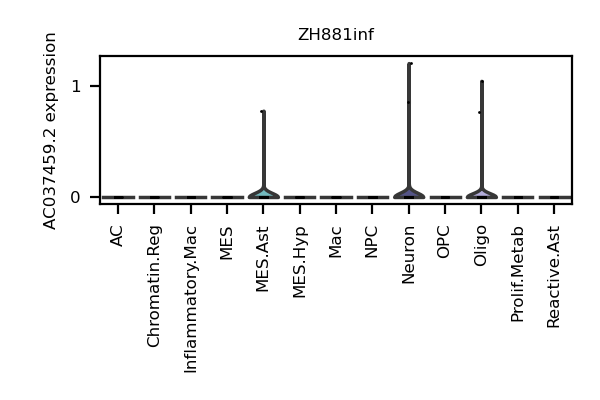 ZH881inf
AC037459.2 expression
1
0
AC
Chromatin.Reg
Inflammatory.Mac
MES
MES.Ast
MES.Hyp
Mac
NPC
Neuron
OPC
Oligo
Prolif.Metab
Reactive.Ast